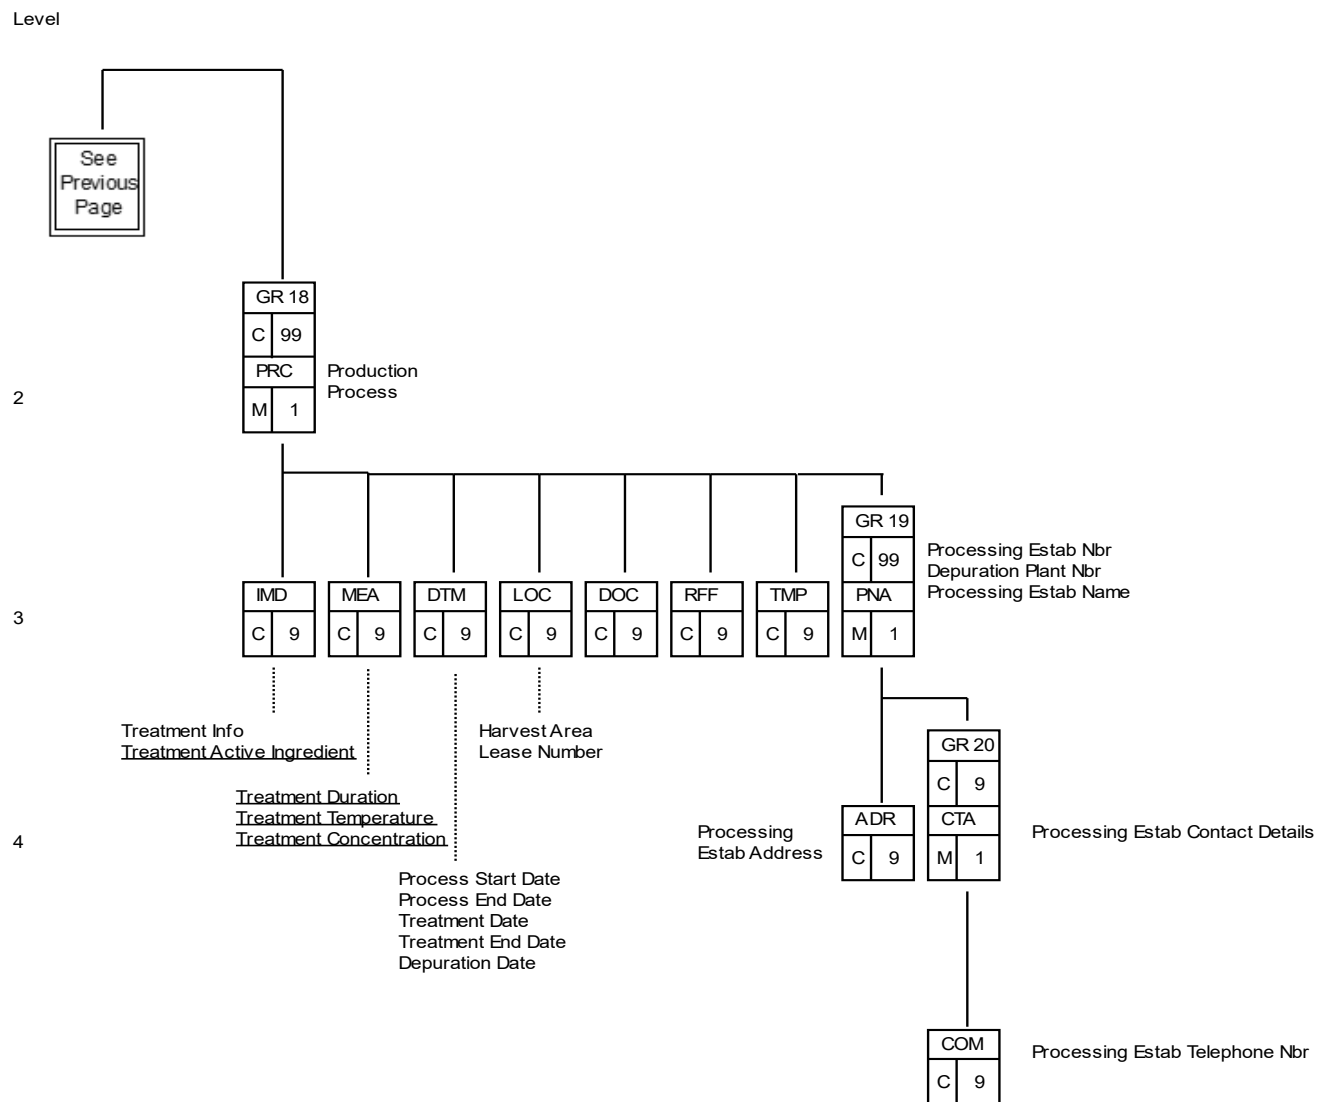 Level
See
Previous
Page
GR 18
C 99
PRC
M 1
Production
Process
2
GR 19
C 99
PNA
M 1
Processing Estab Nbr
Depuration Plant Nbr
Processing Estab Name
3
IMD
C 9
MEA
C 9
DTM
C 9
LOC
C 9
DOC
C 9
RFF
C 9
TMP
C 9
Treatment Info
Treatment Active Ingredient
Harvest Area
Lease Number
Treatment Duration
Treatment Temperature
Treatment Concentration
Process Start Date
Process End Date
Treatment Date
Treatment End Date
Depuration Date
4
Processing
Estab Address
ADR
C 9
GR 20
C 9
CTA
M 1
Processing Estab Contact Details
COM
C 9
Processing Estab Telephone Nbr